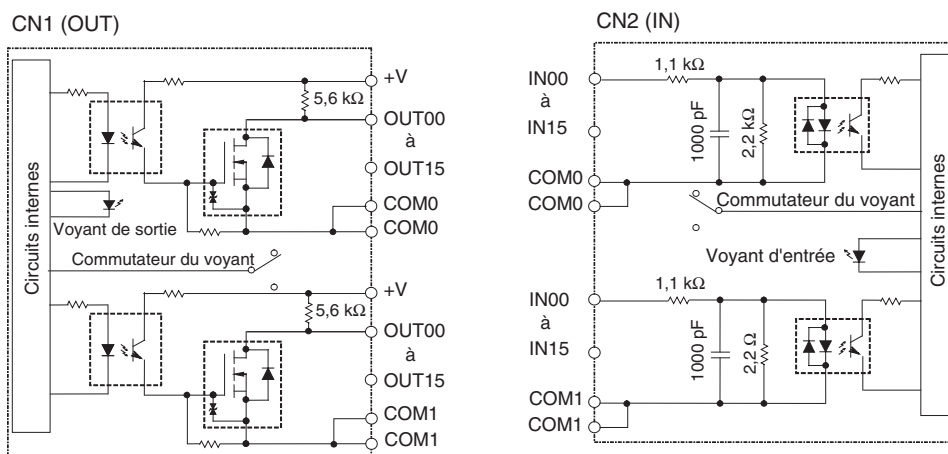 CN1 (OUT)
+V
5,6 kΩ
OUT00
à
OUT15
COM0
COM0
Circuits internes
Voyant de sortie
Commutateur du voyant
+V
5,6 kΩ
OUT00
à
OUT15
COM1
COM1
CN2 (IN)
IN00
à
IN15
COM0
COM0
1,1 kΩ
1000 pF
2,2 kΩ
Commutateur du voyant
Voyant d'entrée
Circuits internes
IN00
à
IN15
COM1
COM1
1,1 kΩ
1000 pF
2,2 Ω